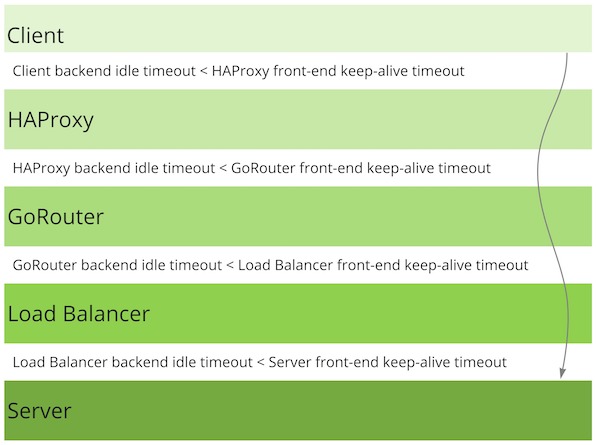 Client
Client backend idle timeout < HAProxy front-end keep-alive timeout
HAProxy
HAProxy backend idle timeout < GoRouter front-end keep-alive timeout
GoRouter
GoRouter backend idle timeout < Load Balancer front-end keep-alive timeout
Load Balancer
Load Balancer backend idle timeout < Server front-end keep-alive timeout
Server